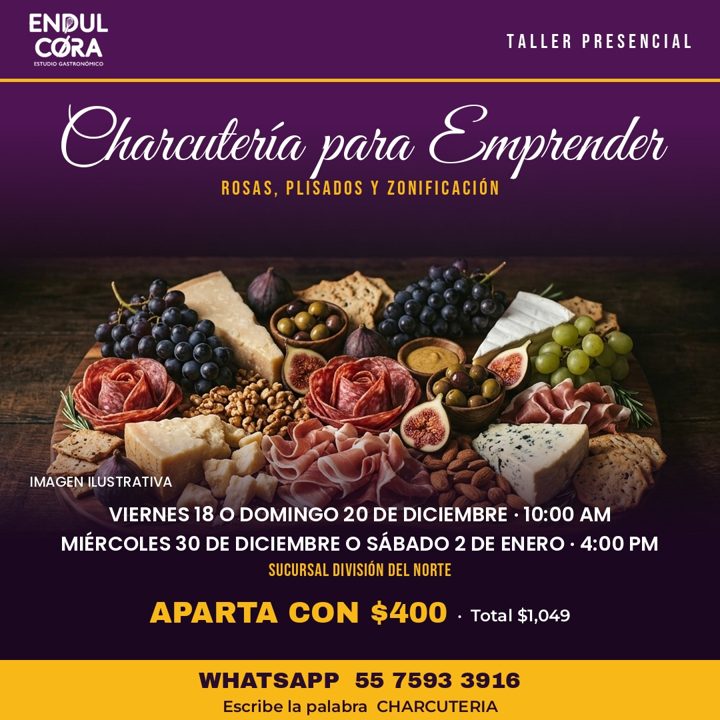 ENDUL
CORA
ESTUDIO GASTRONÓMICO
TALLER PRESENCIAL
Charcutería para Emprender
ROSAS, PLISADOS Y ZONIFICACIÓN
IMAGEN ILUSTRATIVA
VIERNES 18 O DOMINGO 20 DE DICIEMBRE · 10:00 AM
MIÉRCOLES 30 DE DICIEMBRE O SÁBADO 2 DE ENERO · 4:00 PM
SUCURSAL DIVISIÓN DEL NORTE
APARTA CON $400 · Total $1,049
WHATSAPP 55 7593 3916
Escribe la palabra CHARCUTERIA